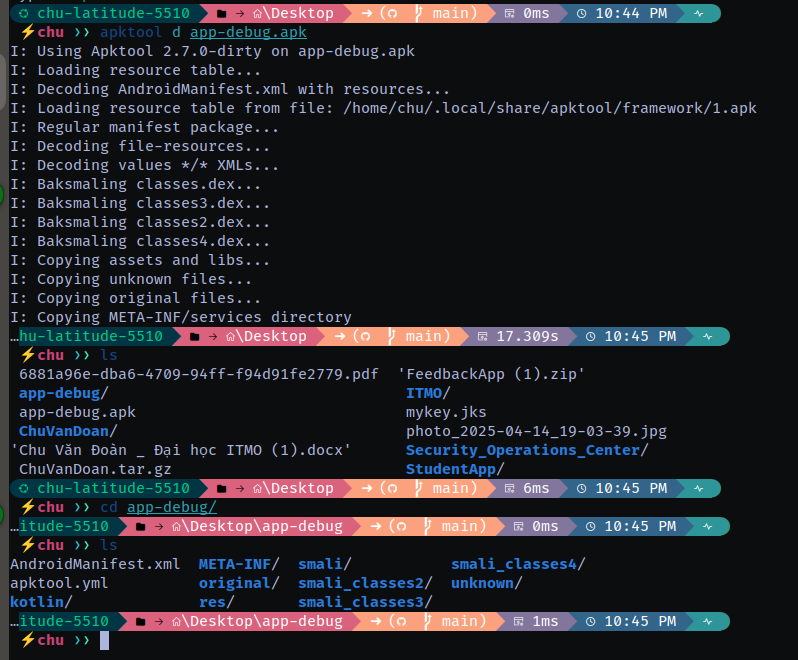 chu-latitude-5510 → \Desktop → ( main) 0ms 10:44 PM
⚡chu ❯❯ apktool d app-debug.apk
I: Using Apktool 2.7.0-dirty on app-debug.apk
I: Loading resource table...
I: Decoding AndroidManifest.xml with resources...
I: Loading resource table from file: /home/chu/.local/share/apktool/framework/1.apk
I: Regular manifest package...
I: Decoding file-resources...
I: Decoding values */* XMLs...
I: Baksmaling classes.dex...
I: Baksmaling classes3.dex...
I: Baksmaling classes2.dex...
I: Baksmaling classes4.dex...
I: Copying assets and libs...
I: Copying unknown files...
I: Copying original files...
I: Copying META-INF/services directory
…hu-latitude-5510 → \Desktop → ( main) 17.309s 10:45 PM
⚡chu ❯❯ ls
6881a96e-dba6-4709-94ff-f94d91fe2779.pdf 'FeedbackApp (1).zip'
app-debug/ ITMO/
app-debug.apk mykey.jks
ChuVanDoan/ photo_2025-04-14_19-03-39.jpg
'Chu Văn Đoàn _ Đại học ITMO (1).docx' Security_Operations_Center/
ChuVanDoan.tar.gz StudentApp/
chu-latitude-5510 → \Desktop → ( main) 6ms 10:45 PM
⚡chu ❯❯ cd app-debug/
…itude-5510 → \Desktop\app-debug → ( main) 0ms 10:45 PM
⚡chu ❯❯ ls
AndroidManifest.xml META-INF/ smali/ smali_classes4/
apktool.yml original/ smali_classes2/ unknown/
kotlin/ res/ smali_classes3/
…itude-5510 → \Desktop\app-debug → ( main) 1ms 10:45 PM
⚡chu ❯❯